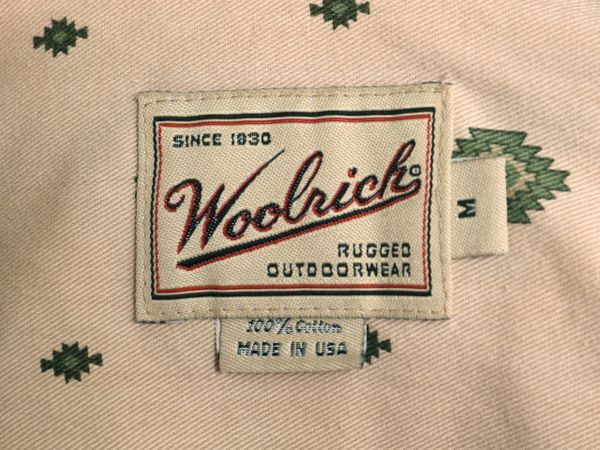 SINCE 1830
Woolrich
RUGGED
OUTDOORWEAR
M
100% Cotton
MADE IN USA